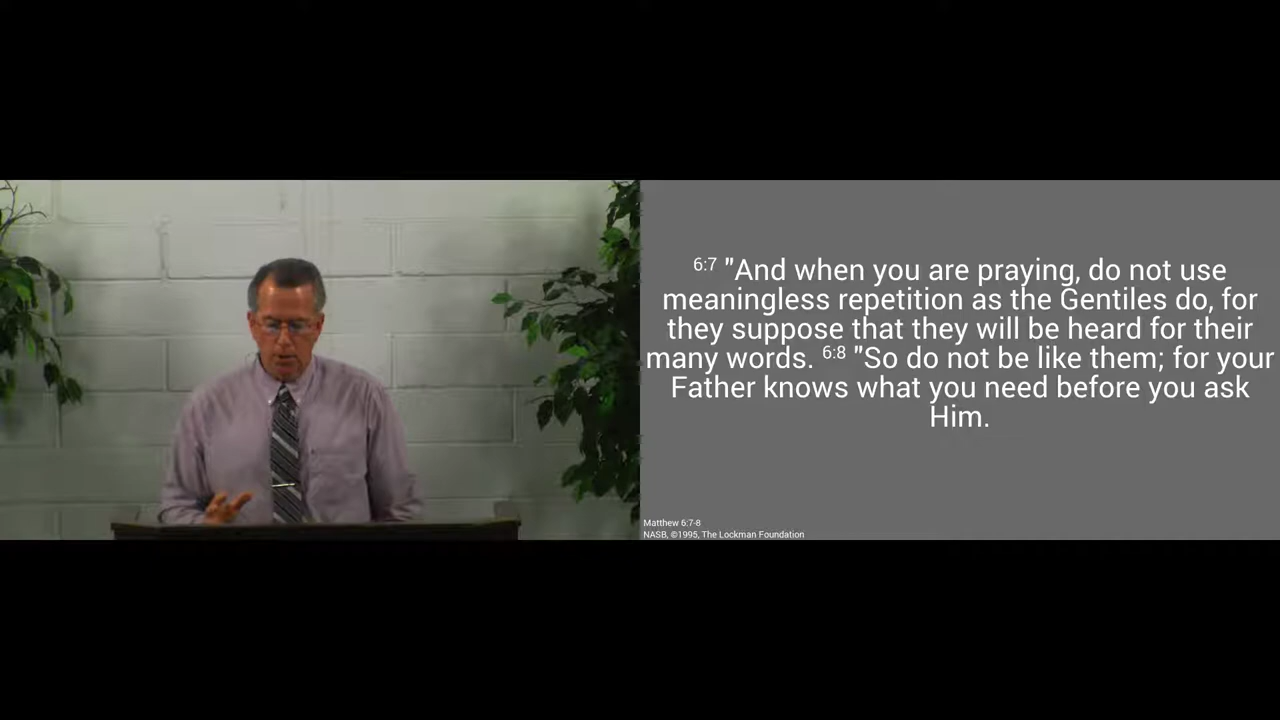 6:7 "And when you are praying, do not use
meaningless repetition as the Gentiles do, for
they suppose that they will be heard for their
many words. 6:8 "So do not be like them; for your
Father knows what you need before you ask
Him.
Matthew 6:7-8
NASB, ©1995, The Lockman Foundation